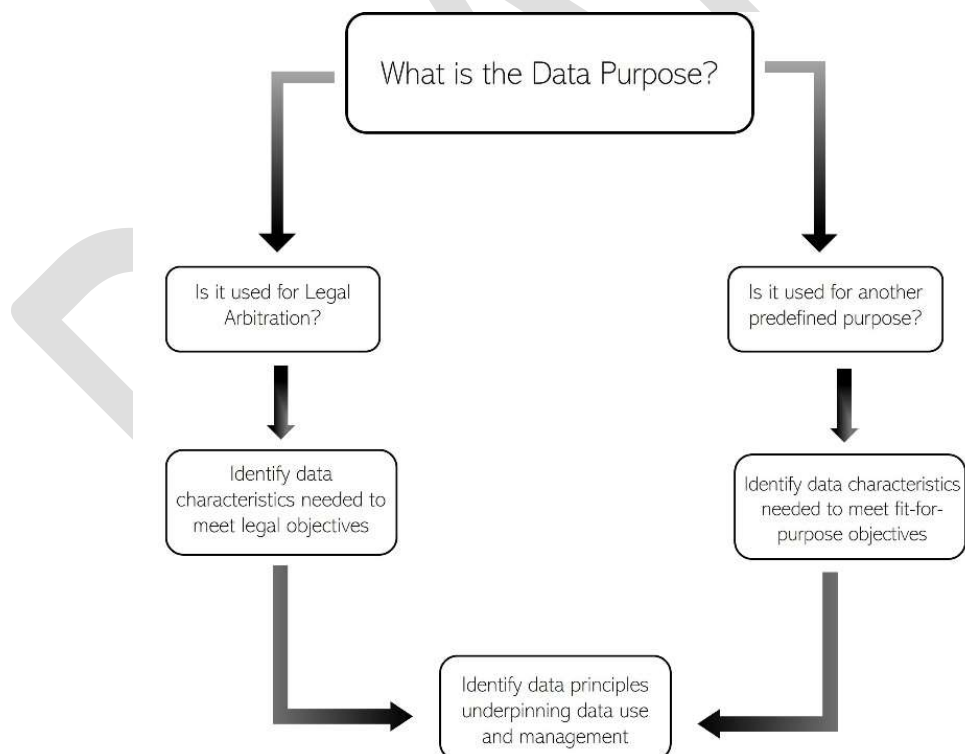 What is the Data Purpose?
Is it used for Legal
Arbitration?
Is it used for another
predefined purpose?
Identify data
characteristics needed to
meet legal objectives
Identify data characteristics
needed to meet fit-for-
purpose objectives
Identify data principles
underpinning data use
and management